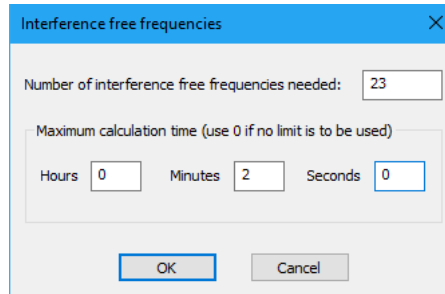 Interference free frequencies
Number of interference free frequencies needed: 23
Maximum calculation time (use 0 if no limit is to be used)
Hours 0 Minutes 2 Seconds 0
OK Cancel